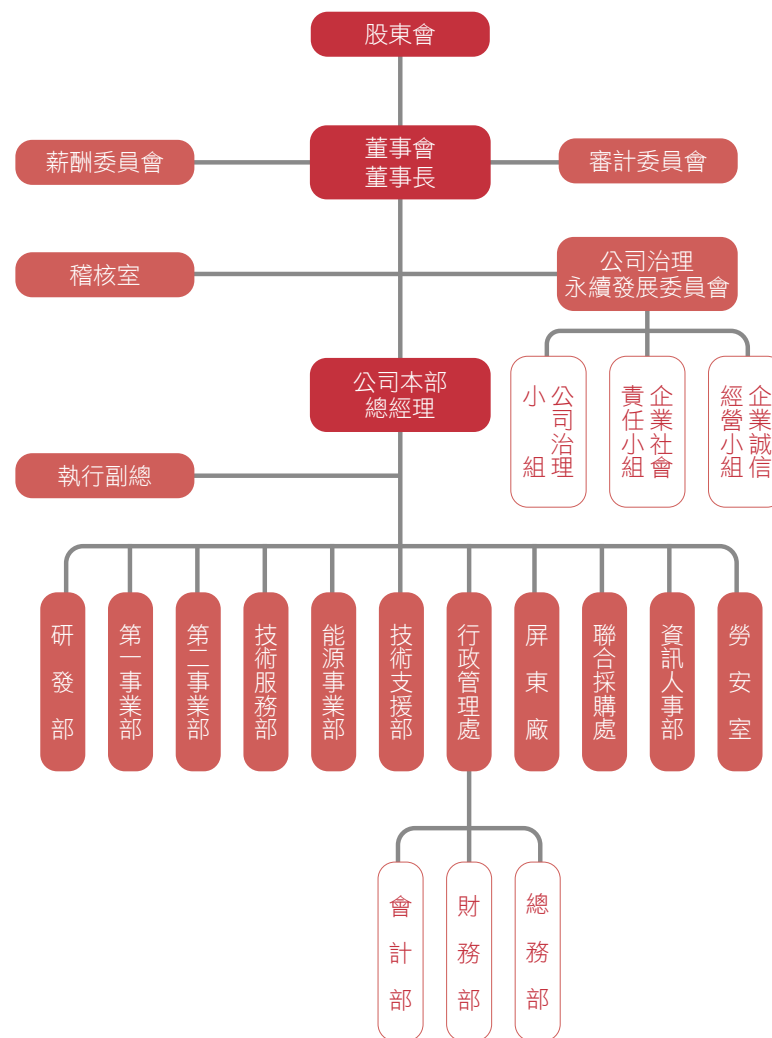 股東會
董事會
董事長
薪酬委員會
審計委員會
稽核室
公司治理
永續發展委員會
公司本部
總經理
公司治理
小組
企業社會
責任小組
企業誠信
經營小組
執行副總
研發部
第一事業部
第二事業部
技術服務部
能源事業部
技術支援部
行政管理處
屏東廠
聯合採購處
資訊人事部
勞安室
會計部
財務部
總務部